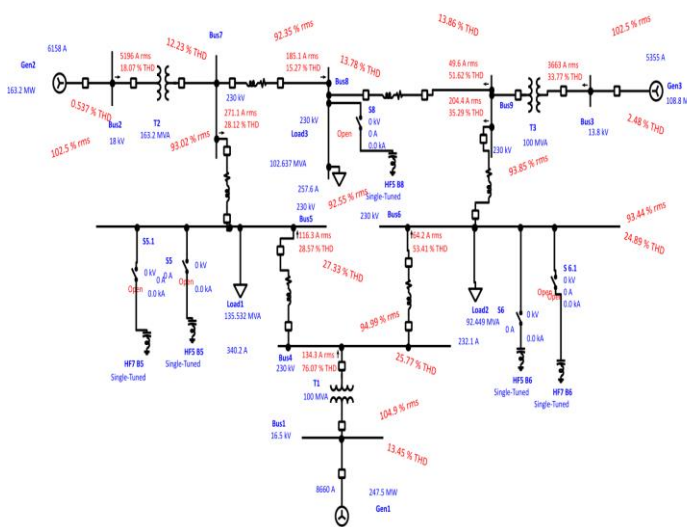 6158 A
Gen2
163.2 MW
0.537 % THD
102.5 % rms
Bus2
18 kV
5196 A rms
18.07 % THD
12.23 % THD
T2
163.2 MVA
Bus7
93.02 % rms
230 kV
271.1 A rms
28.12 % THD
92.35 % rms
185.1 A rms
15.27 % THD
Bus8
13.78 % THD
230 kV
Load3
102.637 MVA
257.6 A
S8
0 kV
0 A
0.0 kA
Open
HF5 B8
Single-Tuned
13.86 % THD
49.6 A rms
51.62 % THD
Bus9
204.4 A rms
35.29 % THD
230 kV
3663 A rms
33.77 % THD
T3
100 MVA
102.5 % rms
5355 A
Gen3
108.8 M
Bus3
13.8 kV
2.48 % THD
93.85 % rms
92.55 % rms
230 kV
Bus5
116.3 A rms
28.57 % THD
27.33 % THD
S5.1
0 kV
0 A
0.0 kA
Open
HF7 B5
Single-Tuned
S5
0 kV
0 A
0.0 kA
Open
HF5 B5
Single-Tuned
Load1
135.532 MVA
340.2 A
Bus6
230 kV
64.2 A rms
53.41 % THD
93.44 % rms
24.89 % THD
Load2
92.449 MVA
232.1 A
S6
0 kV
0 A
0.0 kA
HF5 B6
Single-Tuned
S 6.1
0 kV
0 A
0.0 kA
Open
HF7 B6
Single-Tuned
94.99 % rms
25.77 % THD
Bus4
230 kV
134.3 A rms
76.07 % THD
T1
100 MVA
104.9 % rms
Bus1
16.5 kV
13.45 % THD
8660 A
247.5 MW
Gen1